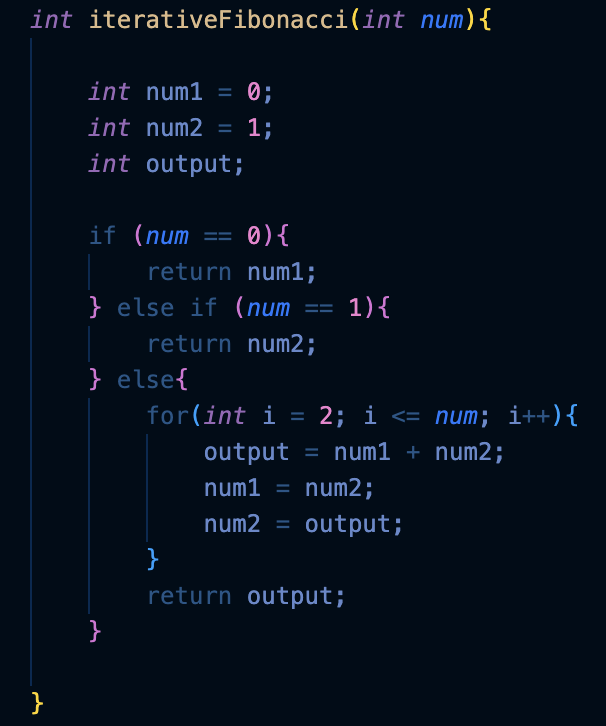 int iterativeFibonacci(int num){
int num1 = 0;
int num2 = 1;
int output;
if (num == 0){
return num1;
} else if (num == 1){
return num2;
} else{
for(int i = 2; i <= num; i++){
output = num1 + num2;
num1 = num2;
num2 = output;
}
return output;
}
}